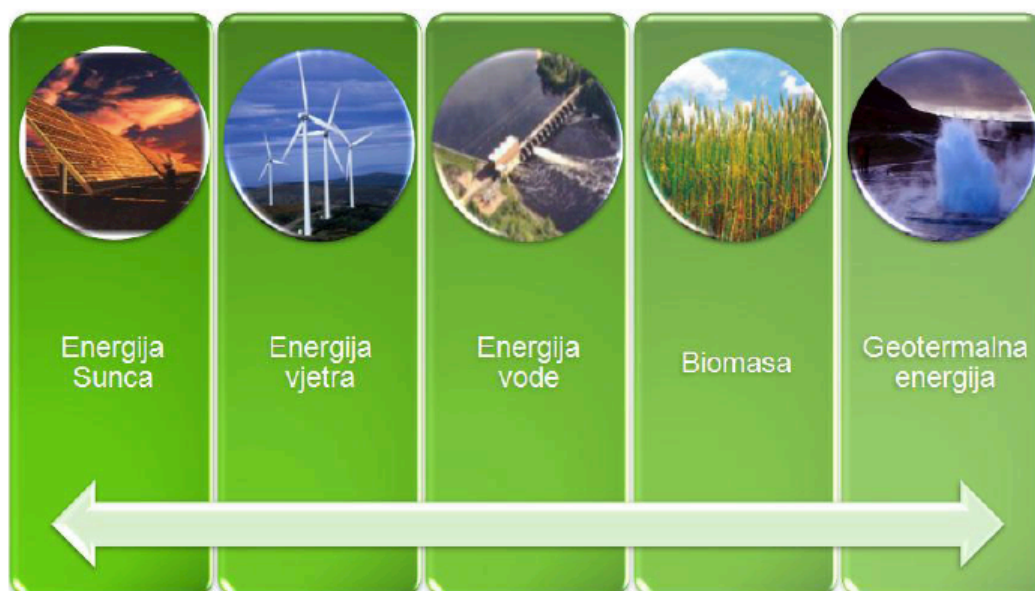 Energija
Sunca
Energija
vjetra
Energija
vode
Biomasa
Geotermalna
energija